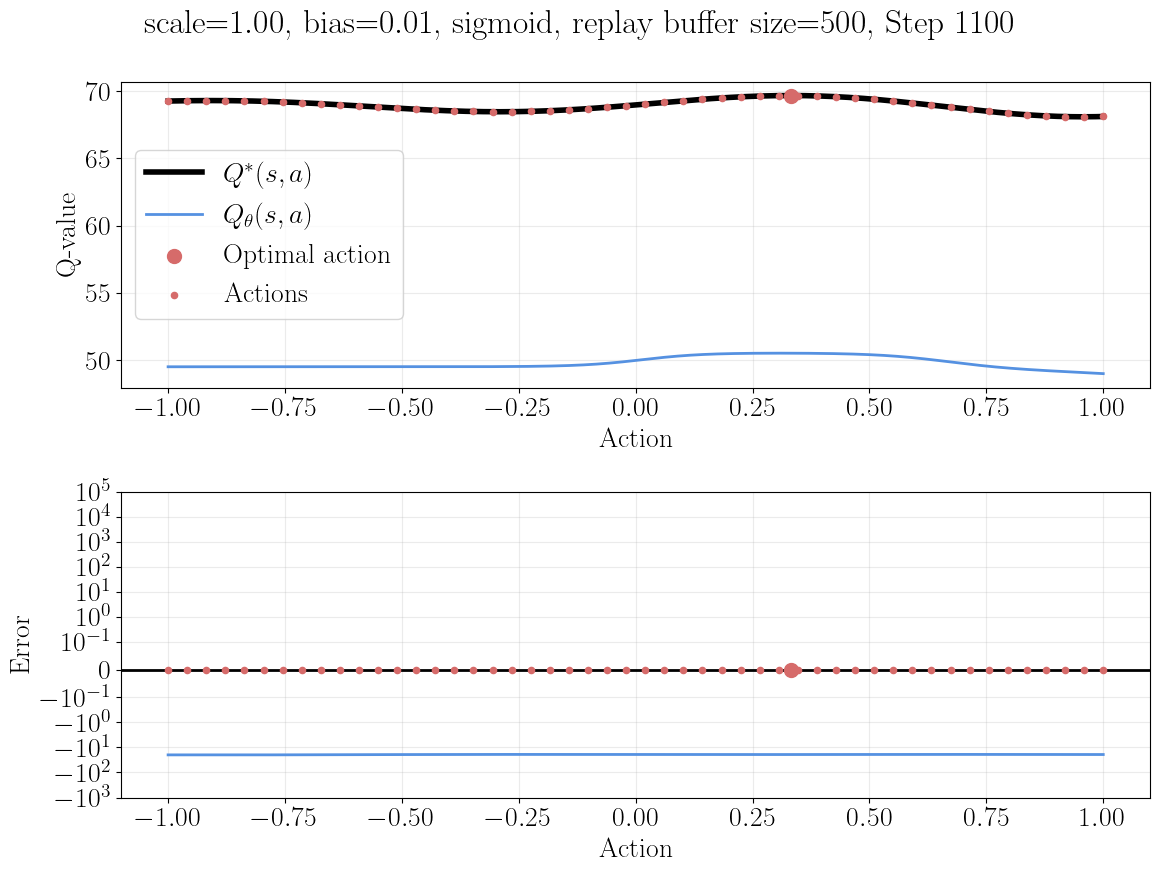 scale=1.00, bias=0.01, sigmoid, replay buffer size=500, Step 1100
70
65
60
55
50
Q-value
Q*(s, a)
Q_θ(s, a)
Optimal action
Actions
−1.00 −0.75 −0.50 −0.25 0.00 0.25 0.50 0.75 1.00
Action
10^5
10^4
10^3
10^2
10^1
10^0
10^−1
0
−10^−1
−10^0
−10^1
−10^2
−10^3
Error
−1.00 −0.75 −0.50 −0.25 0.00 0.25 0.50 0.75 1.00
Action